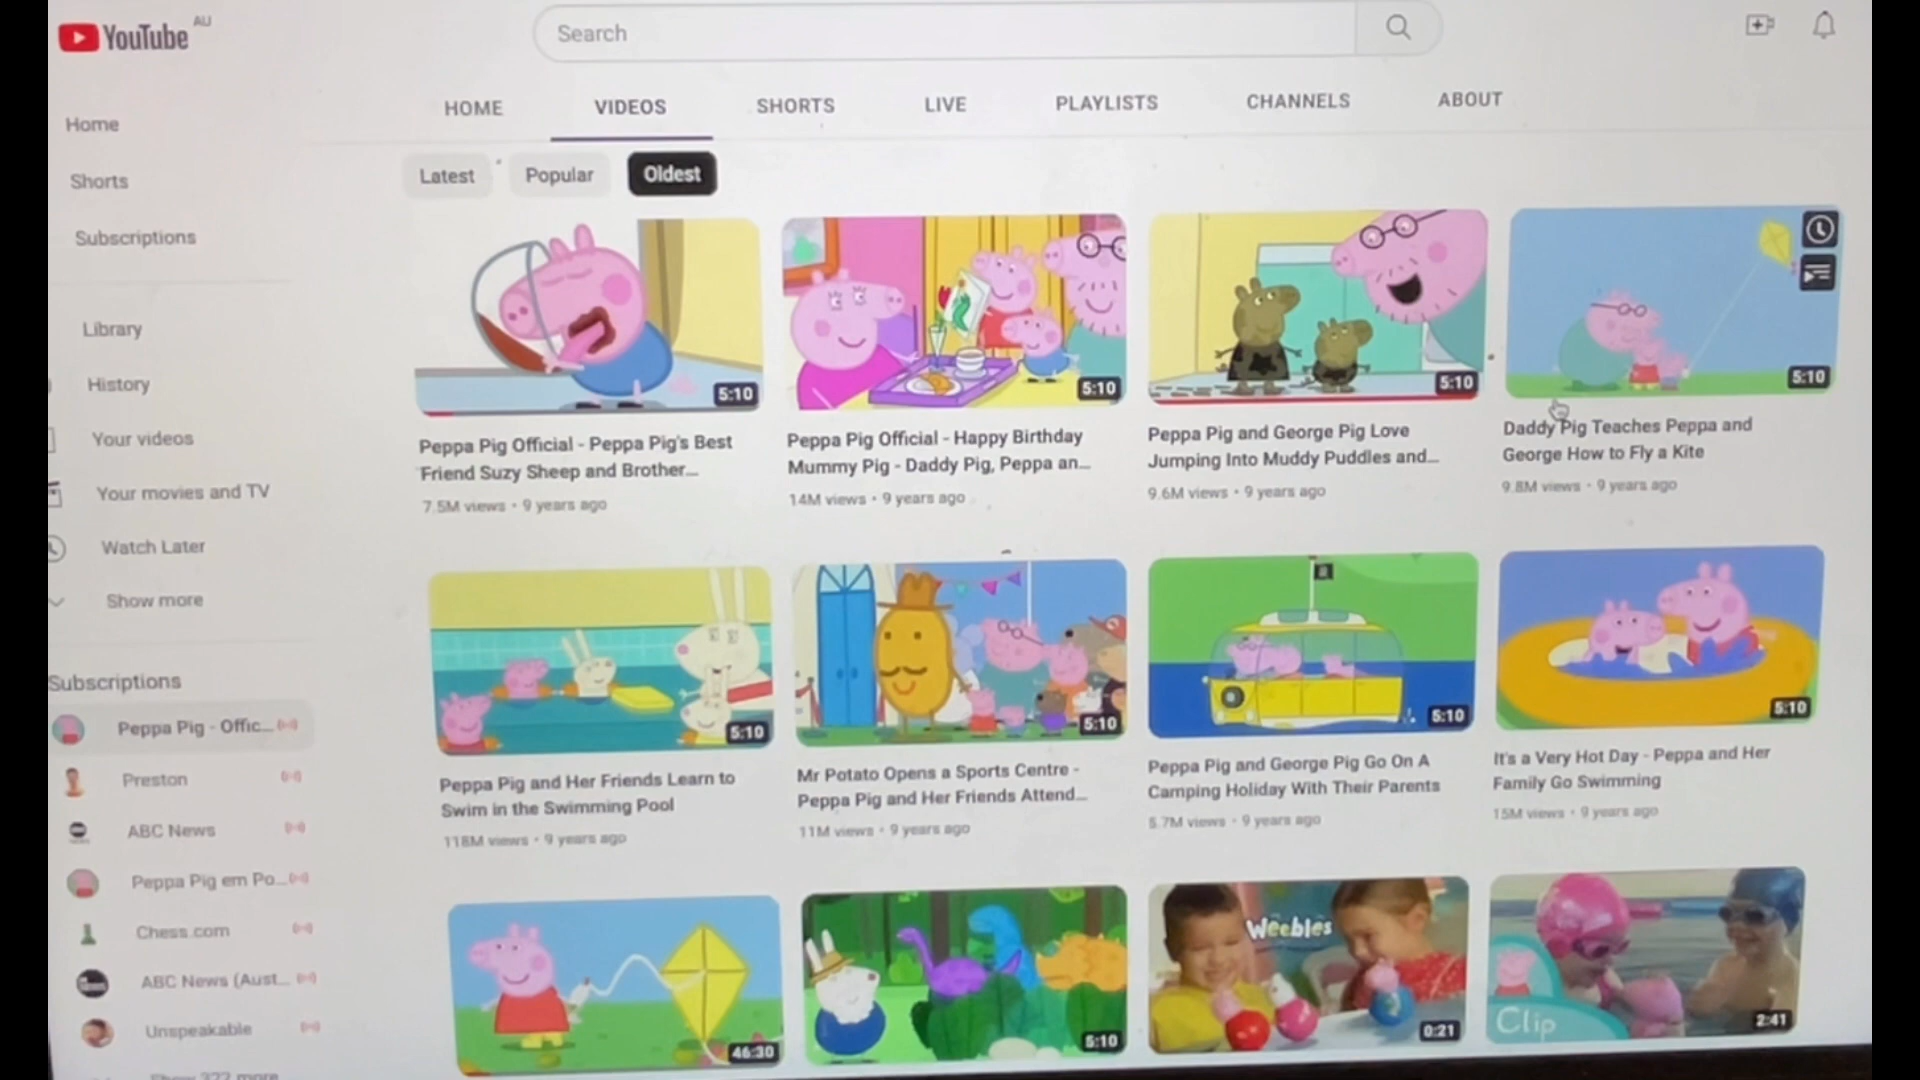 YouTube AU
Search
HOME VIDEOS SHORTS LIVE PLAYLISTS CHANNELS ABOUT
Latest Popular Oldest
Home
Shorts
Subscriptions
Library
History
Your videos
Your movies and TV
Watch Later
Show more
Subscriptions
Peppa Pig - Offic...
Preston
ABC News
Peppa Pig em Po...
Chess.com
ABC News (Aust...
Unspeakable
Show 377 more
5:10
Peppa Pig Official - Peppa Pig's Best
Friend Suzy Sheep and Brother...
7.5M views • 9 years ago
5:10
Peppa Pig Official - Happy Birthday
Mummy Pig - Daddy Pig, Peppa an...
14M views • 9 years ago
5:10
Peppa Pig and George Pig Love
Jumping Into Muddy Puddles and...
9.6M views • 9 years ago
5:10
Daddy Pig Teaches Peppa and
George How to Fly a Kite
9.8M views • 9 years ago
5:10
Peppa Pig and Her Friends Learn to
Swim in the Swimming Pool
118M views • 9 years ago
5:10
Mr Potato Opens a Sports Centre -
Peppa Pig and Her Friends Attend...
11M views • 9 years ago
5:10
Peppa Pig and George Pig Go On A
Camping Holiday With Their Parents
5.7M views • 9 years ago
5:10
It's a Very Hot Day - Peppa and Her
Family Go Swimming
15M views • 9 years ago
46:30
5:10
Weebles
0:21
Clip
2:41